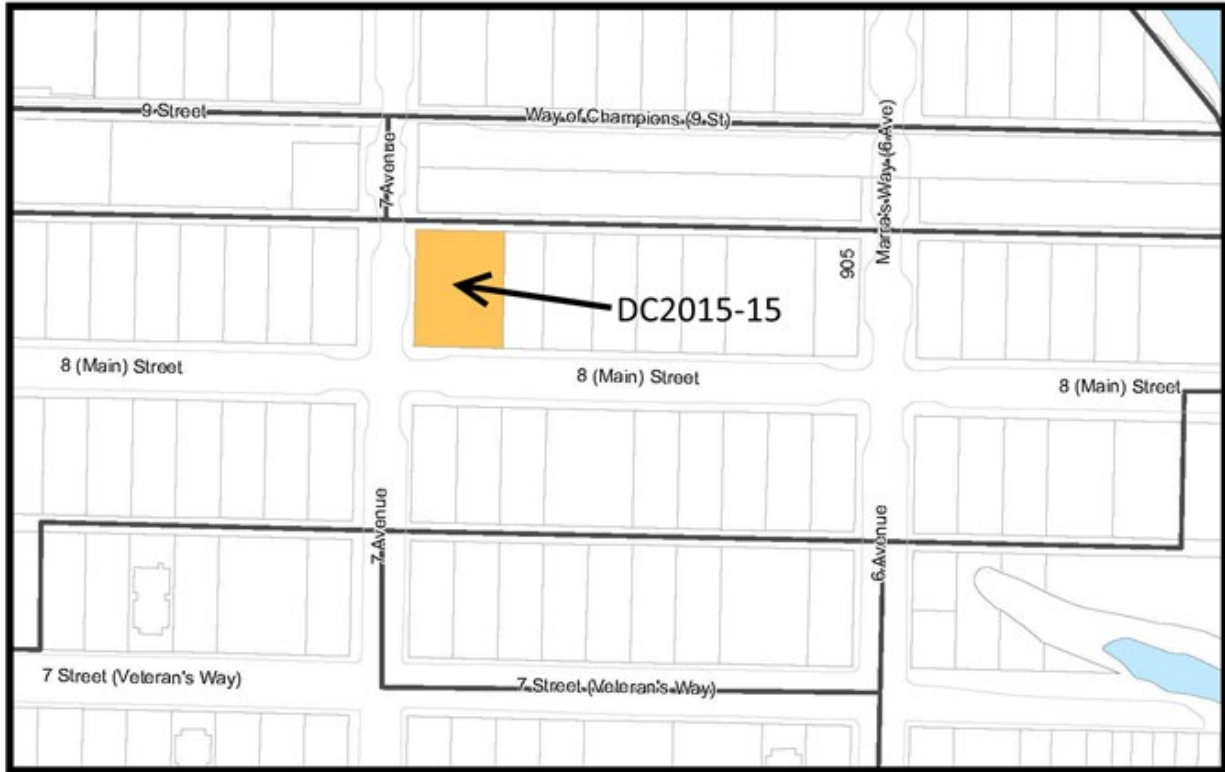 9 Street
Way of Champions (9 St)
7 Avenue
Marra's Way (6 Ave)
905
DC2015-15
8 (Main) Street
8 (Main) Street
8 (Main) Street
7 Avenue
6 Avenue
7 Street (Veteran's Way)
7 Street (Veteran's Way)